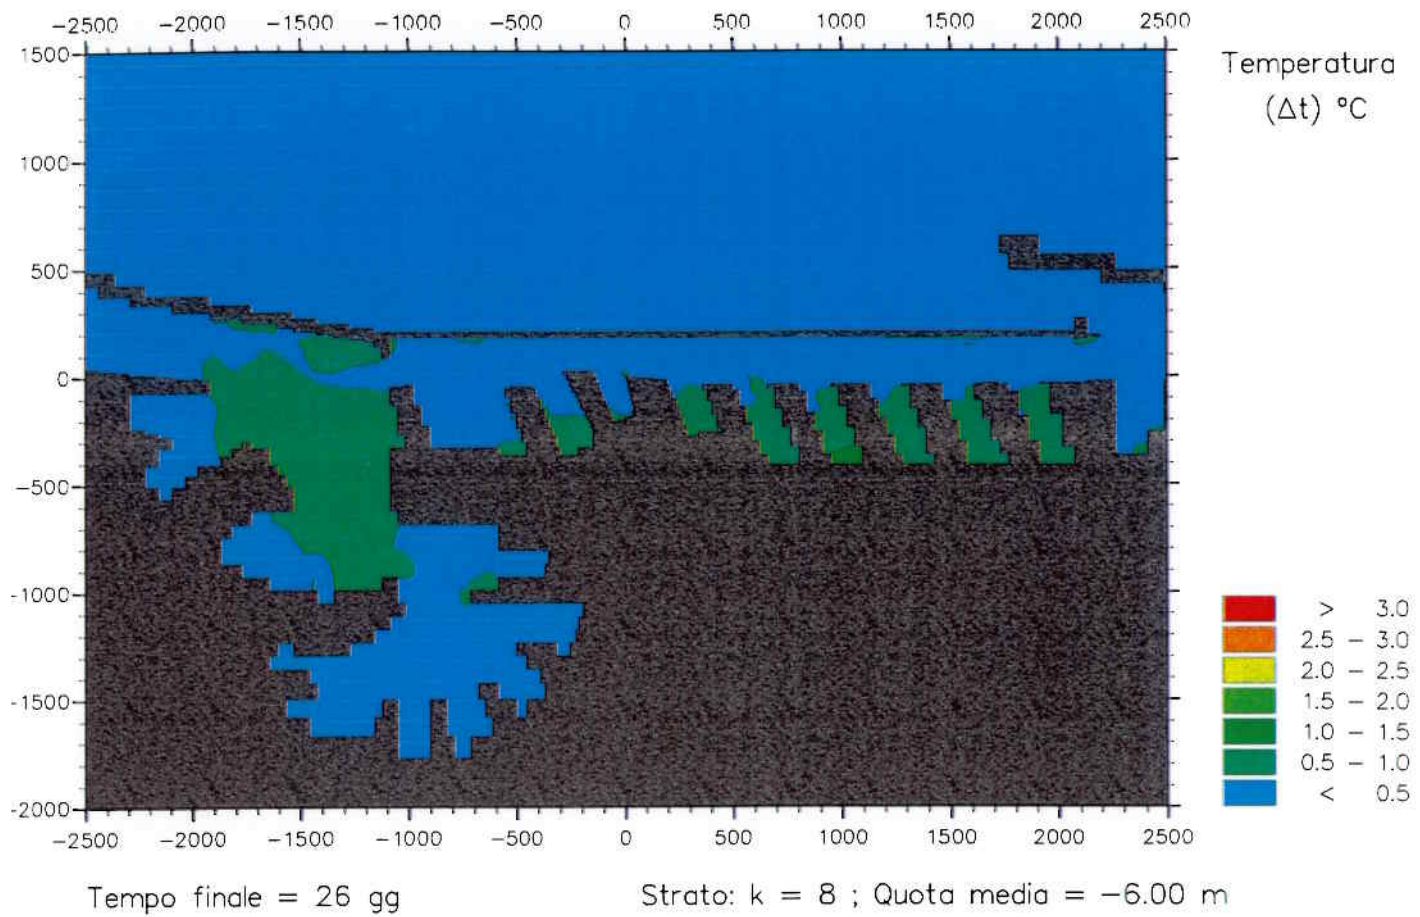 −2500 −2000 −1500 −1000 −500 0 500 1000 1500 2000 2500
1500
1000
500
0
−500
−1000
−1500
−2000
−2500 −2000 −1500 −1000 −500 0 500 1000 1500 2000 2500
Temperatura
(Δt) °C
> 3.0
2.5 − 3.0
2.0 − 2.5
1.5 − 2.0
1.0 − 1.5
0.5 − 1.0
< 0.5
Tempo finale = 26 gg
Strato: k = 8 ; Quota media = −6.00 m